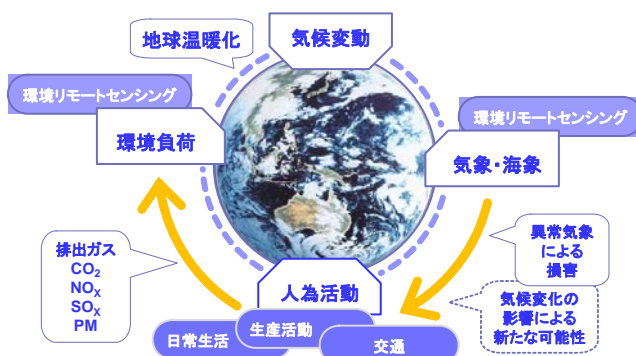 気候変動
地球温暖化
環境リモートセンシング
環境負荷
環境リモートセンシング
気象・海象
排出ガス
CO₂
NOₓ
SOₓ
PM
異常気象
による
損害
気候変化の
影響による
新たな可能性
人為活動
日常生活
生産活動
交通